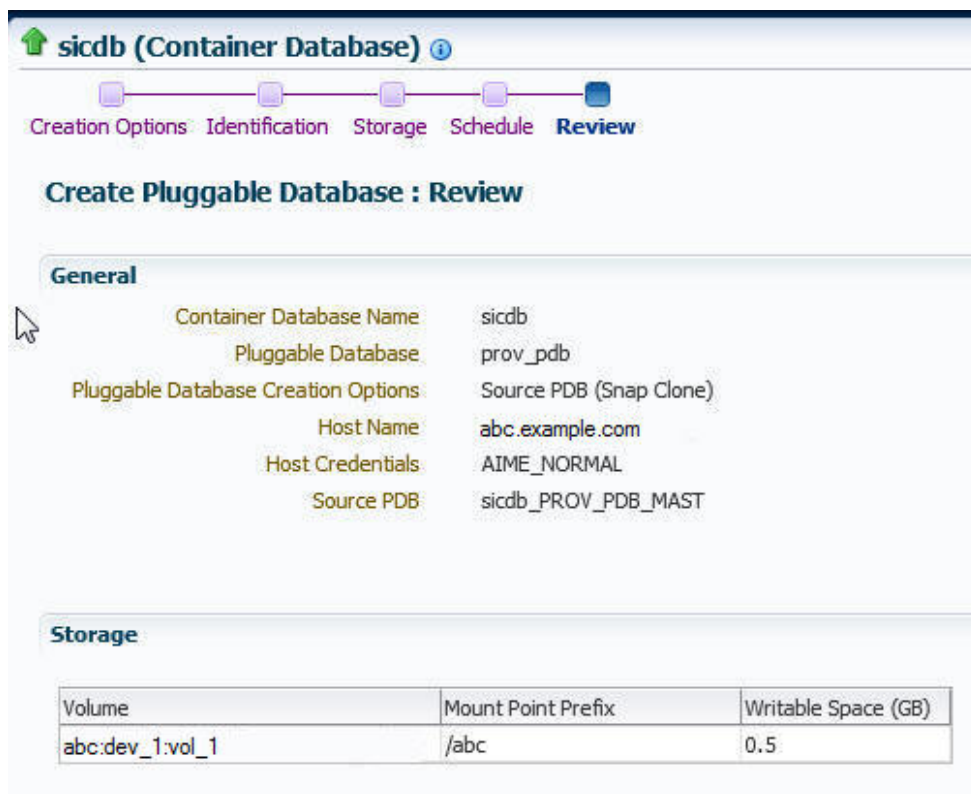 sicdb (Container Database)
Creation Options Identification Storage Schedule Review
Create Pluggable Database : Review
General
Container Database Name sicdb
Pluggable Database prov_pdb
Pluggable Database Creation Options Source PDB (Snap Clone)
Host Name abc.example.com
Host Credentials AIME_NORMAL
Source PDB sicdb_PROV_PDB_MAST
Storage
Volume Mount Point Prefix Writable Space (GB)
abc:dev_1:vol_1 /abc 0.5